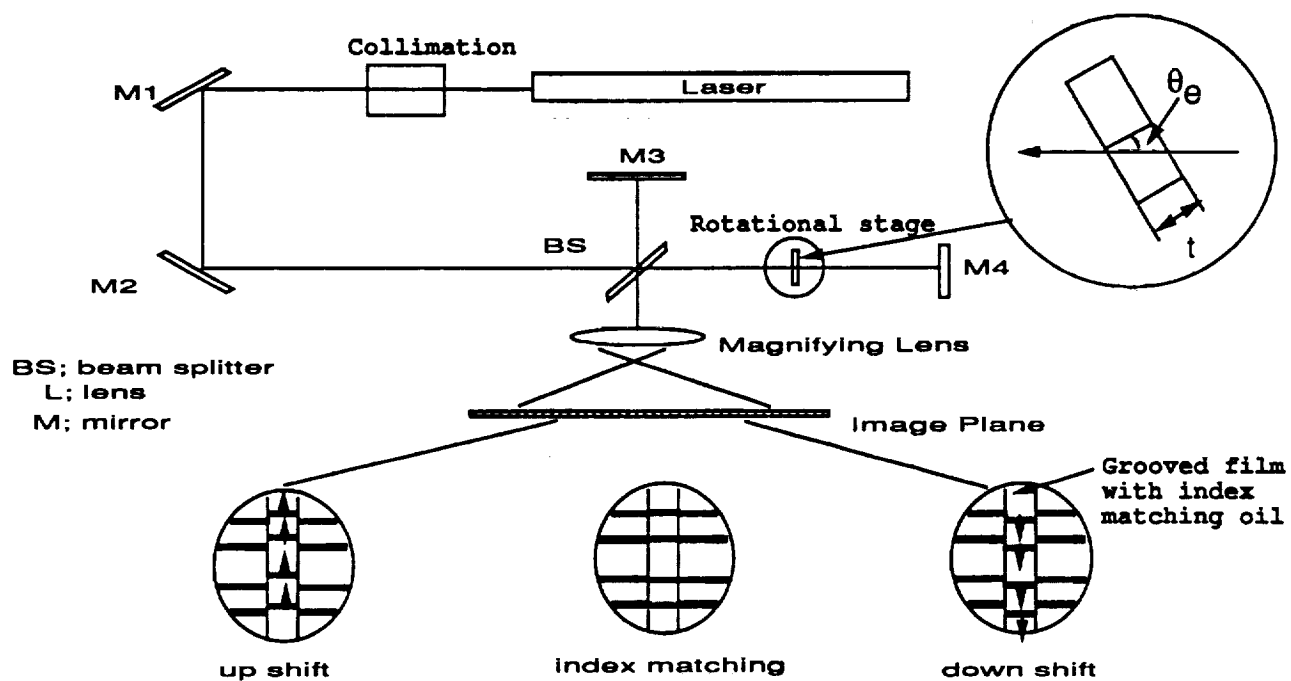 Collimation
M1
Laser
θ
θ
M3
Rotational stage
BS
M4
t
M2
Magnifying Lens
BS; beam splitter
L; lens
M; mirror
Image Plane
Grooved film
with index
matching oil
up shift
index matching
down shift